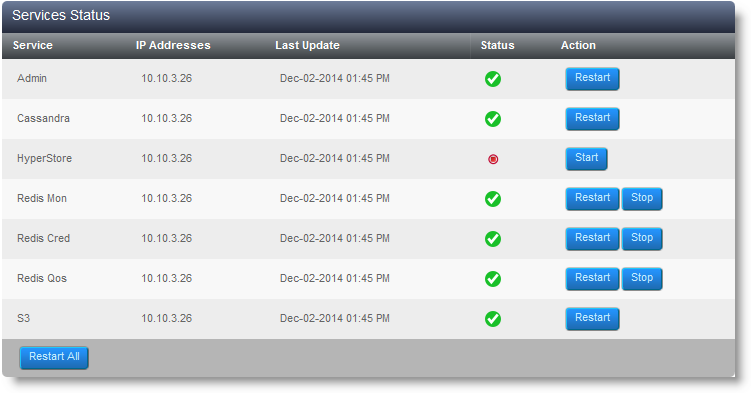 Services Status
Service IP Addresses Last Update Status Action
Admin 10.10.3.26 Dec-02-2014 01:45 PM Restart
Cassandra 10.10.3.26 Dec-02-2014 01:45 PM Restart
HyperStore 10.10.3.26 Dec-02-2014 01:45 PM Start
Redis Mon 10.10.3.26 Dec-02-2014 01:45 PM Restart Stop
Redis Cred 10.10.3.26 Dec-02-2014 01:45 PM Restart Stop
Redis Qos 10.10.3.26 Dec-02-2014 01:45 PM Restart Stop
S3 10.10.3.26 Dec-02-2014 01:45 PM Restart
Restart All